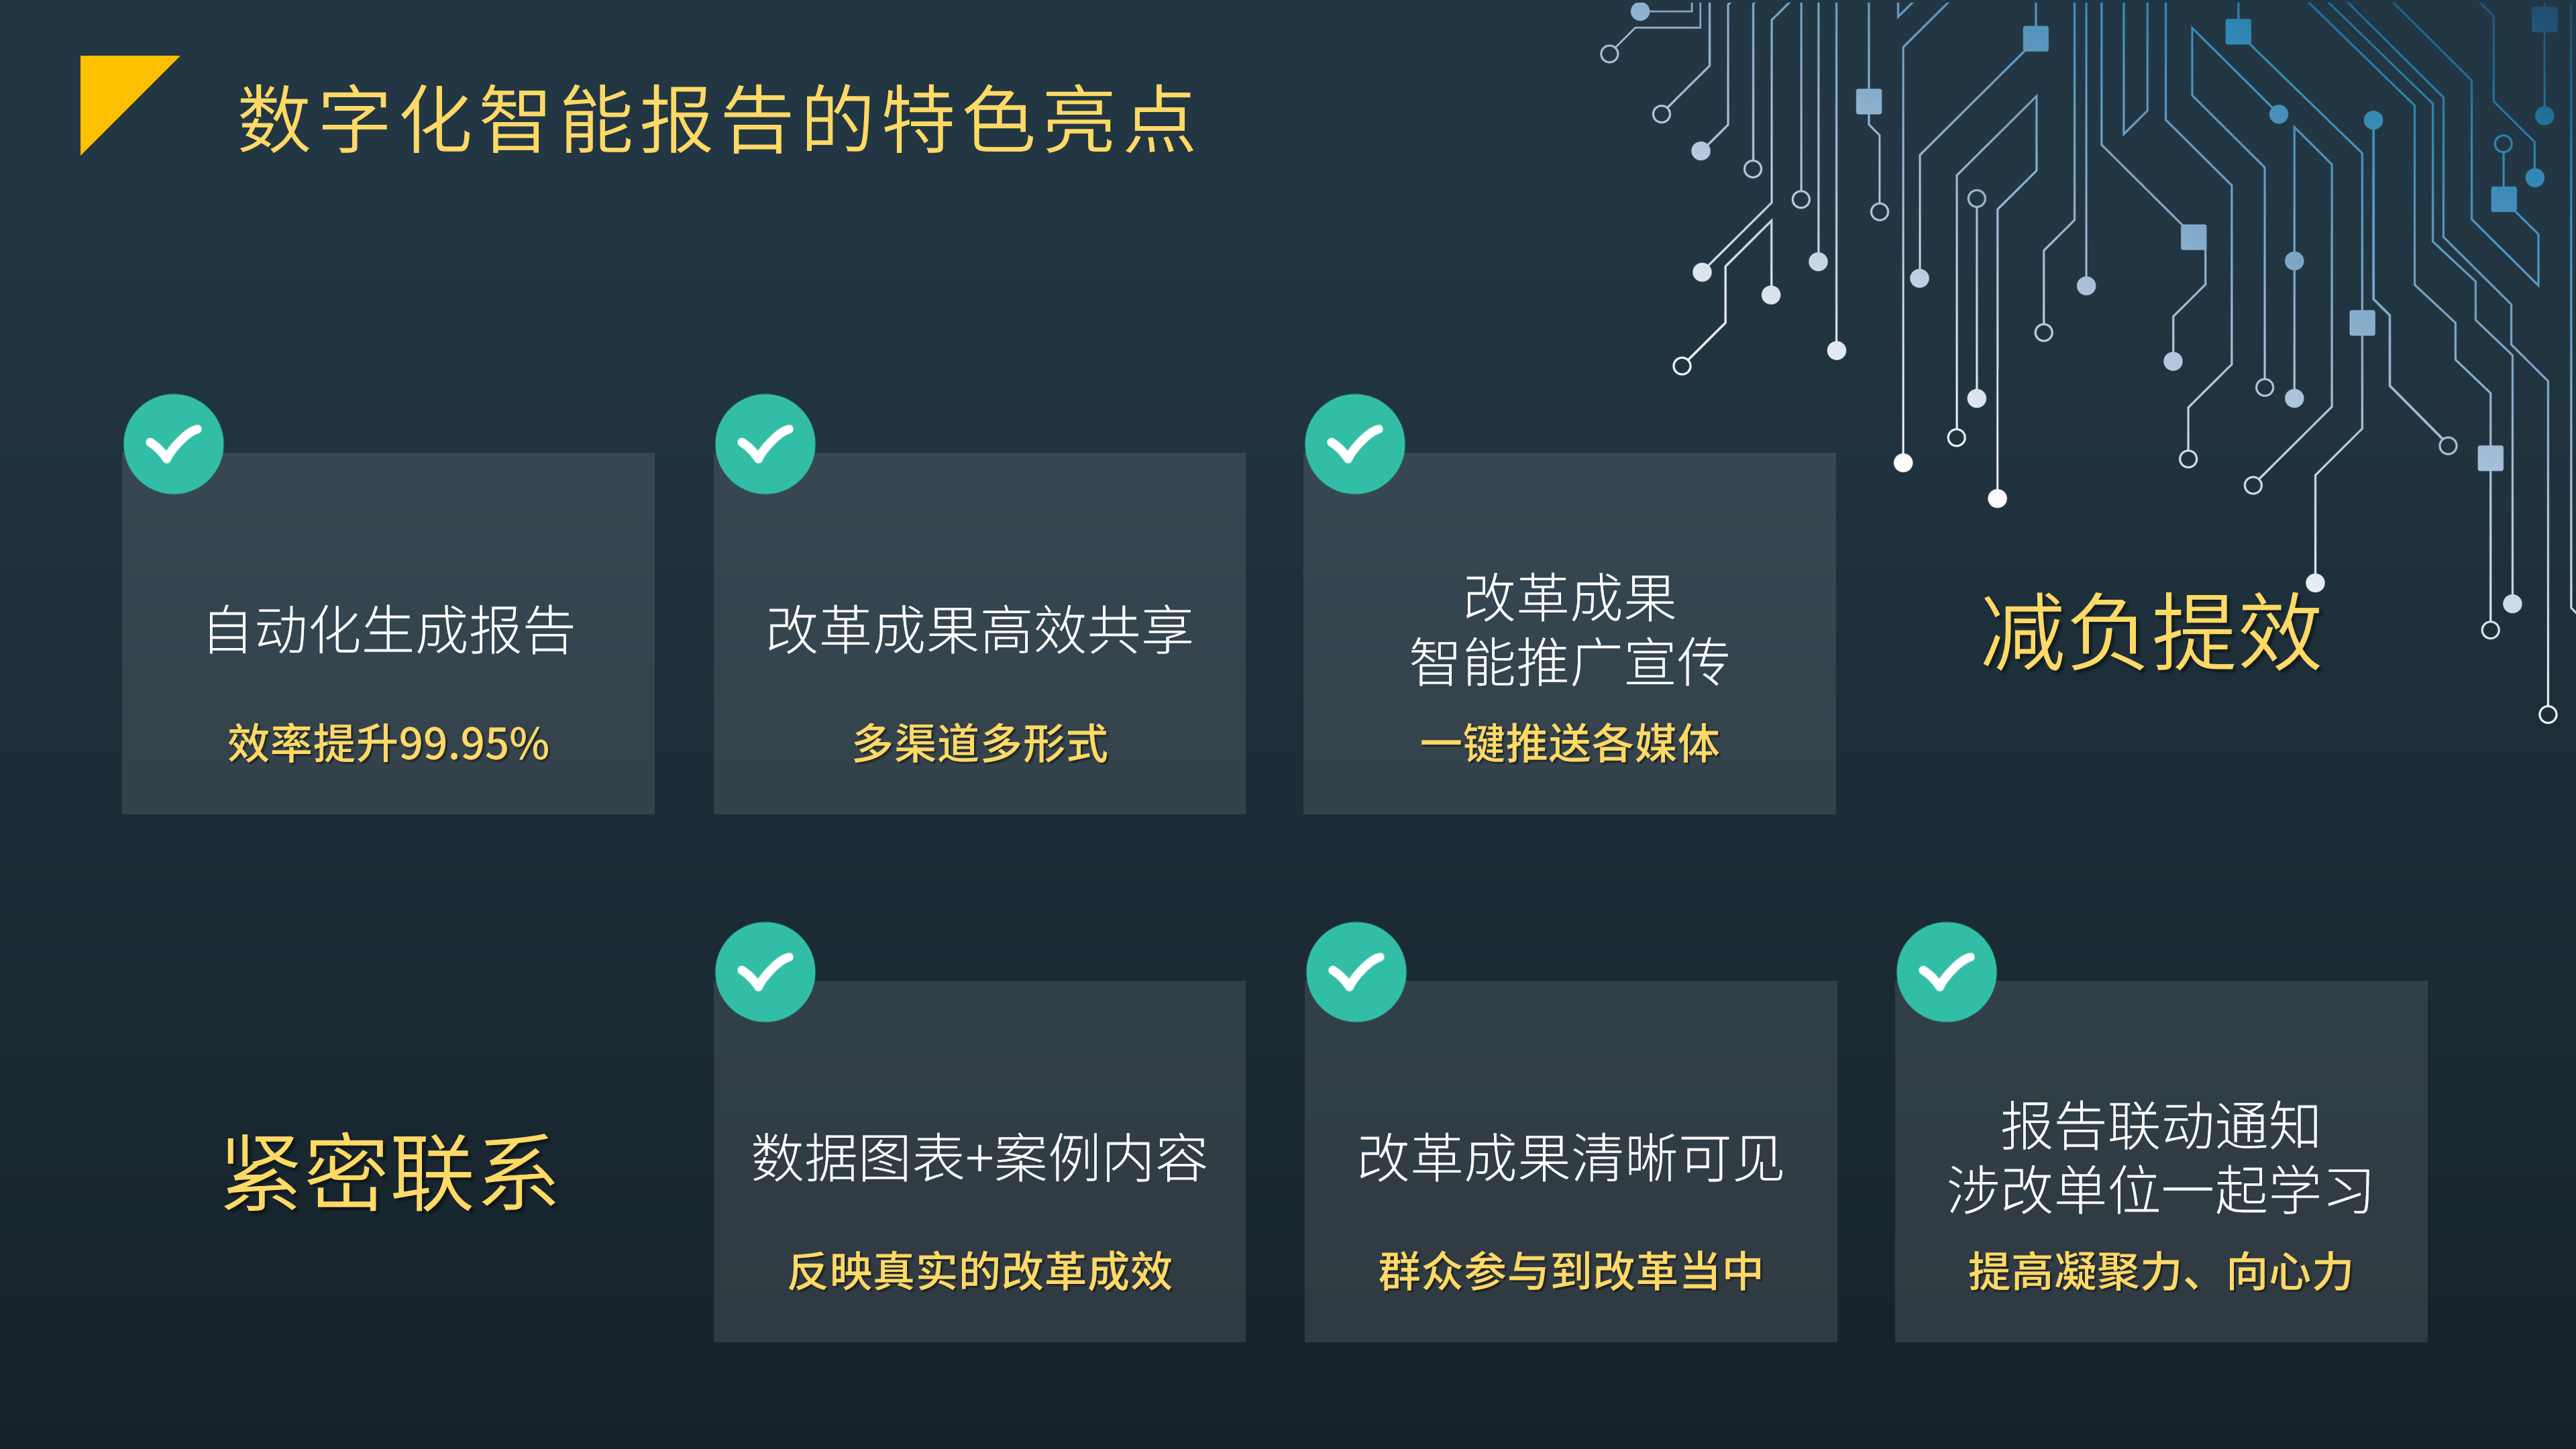 数字化智能报告的特色亮点
自动化生成报告
效率提升99.95%
改革成果高效共享
多渠道多形式
改革成果
智能推广宣传
一键推送各媒体
减负提效
紧密联系
数据图表+案例内容
反映真实的改革成效
改革成果清晰可见
群众参与到改革当中
报告联动通知
涉改单位一起学习
提高凝聚力、向心力